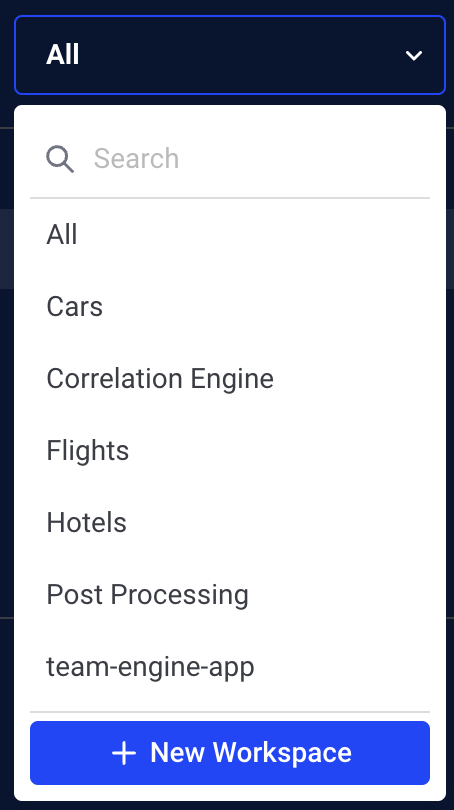 All
Search
All
Cars
Correlation Engine
Flights
Hotels
Post Processing
team-engine-app
New Workspace